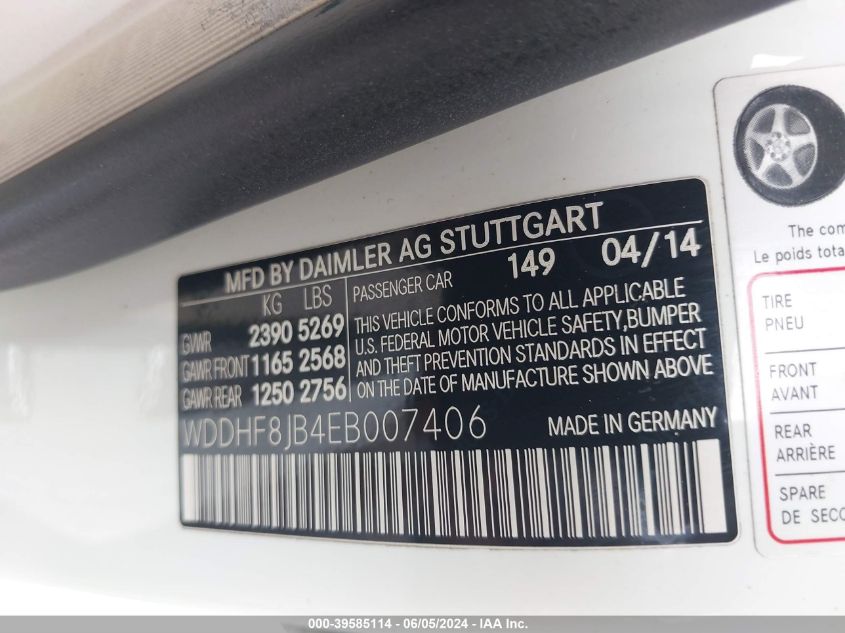 MFD BY DAIMLER AG STUTTGART
KG LBS PASSENGER CAR 149 04/14
GVWR 2390 5269
GAWR FRONT 1165 2568
GAWR REAR 1250 2756
THIS VEHICLE CONFORMS TO ALL APPLICABLE
U.S. FEDERAL MOTOR VEHICLE SAFETY, BUMPER
AND THEFT PREVENTION STANDARDS IN EFFECT
ON THE DATE OF MANUFACTURE SHOWN ABOVE
WDDHF8JB4EB007406 MADE IN GERMANY
The com
Le poids tota
TIRE
PNEU
FRONT
AVANT
REAR
ARRIÈRE
SPARE
DE SECO
000-39585114 - 06/05/2024 - IAA Inc.